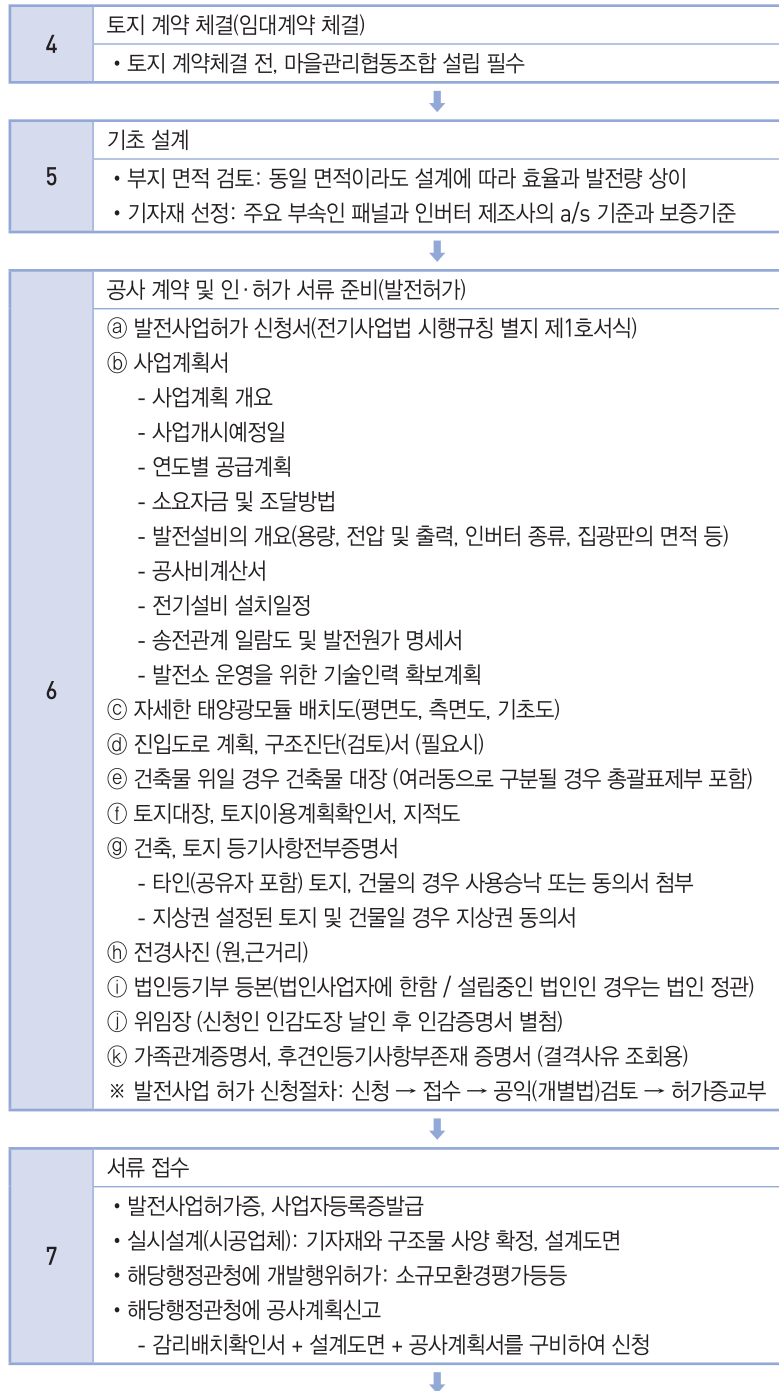 4
토지 계약 체결(임대계약 체결)
• 토지 계약체결 전, 마을관리협동조합 설립 필수
5
기초 설계
• 부지 면적 검토: 동일 면적이라도 설계에 따라 효율과 발전량 상이
• 기자재 선정: 주요 부속인 패널과 인버터 제조사의 a/s 기준과 보증기준
6
공사 계약 및 인·허가 서류 준비(발전허가)
ⓐ 발전사업허가 신청서(전기사업법 시행규칙 별지 제1호서식)
ⓑ 사업계획서
- 사업계획 개요
- 사업개시예정일
- 연도별 공급계획
- 소요자금 및 조달방법
- 발전설비의 개요(용량, 전압 및 출력, 인버터 종류, 집광판의 면적 등)
- 공사비계산서
- 전기설비 설치일정
- 송전관계 일람도 및 발전원가 명세서
- 발전소 운영을 위한 기술인력 확보계획
ⓒ 자세한 태양광모듈 배치도(평면도, 측면도, 기초도)
ⓓ 진입도로 계획, 구조진단(검토)서 (필요시)
ⓔ 건축물 위일 경우 건축물 대장 (여러동으로 구분될 경우 총괄표제부 포함)
ⓕ 토지대장, 토지이용계획확인서, 지적도
ⓖ 건축, 토지 등기사항전부증명서
- 타인(공유자 포함) 토지, 건물의 경우 사용승낙 또는 동의서 첨부
- 지상권 설정된 토지 및 건물일 경우 지상권 동의서
ⓗ 전경사진 (원,근거리)
ⓘ 법인등기부 등본(법인사업자에 한함 / 설립중인 법인인 경우는 법인 정관)
ⓙ 위임장 (신청인 인감도장 날인 후 인감증명서 별첨)
ⓚ 가족관계증명서, 후견인등기사항부존재 증명서 (결격사유 조회용)
※ 발전사업 허가 신청절차: 신청 → 접수 → 공익(개별법)검토 → 허가증교부
7
서류 접수
• 발전사업허가증, 사업자등록증발급
• 실시설계(시공업체): 기자재와 구조물 사양 확정, 설계도면
• 해당행정관청에 개발행위허가: 소규모환경평가등등
• 해당행정관청에 공사계획신고
- 감리배치확인서 + 설계도면 + 공사계획서를 구비하여 신청